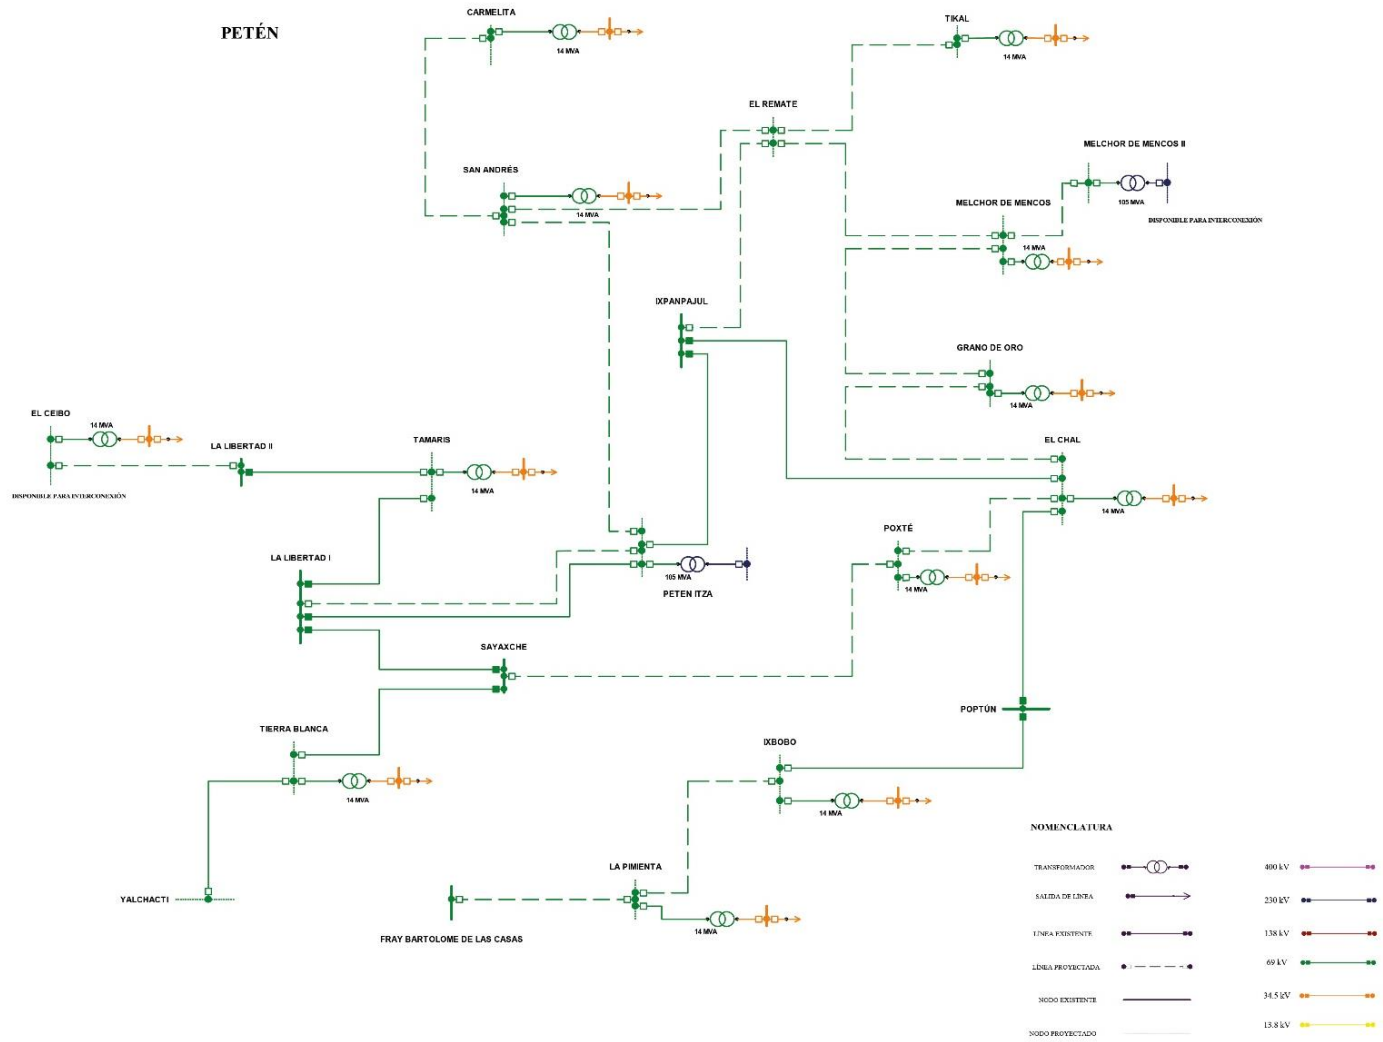 PETÉN
CARMELITA
14 MVA
TIKAL
14 MVA
EL REMATE
MELCHOR DE MENCOS II
105 MVA
DISPONIBLE PARA INTERCONEXIÓN
SAN ANDRÉS
14 MVA
MELCHOR DE MENCOS
14 MVA
IXPANPAJUL
GRANO DE ORO
14 MVA
EL CEIBO
14 MVA
DISPONIBLE PARA INTERCONEXIÓN
LA LIBERTAD II
TAMARIS
14 MVA
EL CHAL
14 MVA
POXTÉ
14 MVA
LA LIBERTAD I
105 MVA
PETEN ITZA
SAYAXCHE
POPTÚN
TIERRA BLANCA
14 MVA
IXBOBO
14 MVA
LA PIMIENTA
14 MVA
YALCHACTI
FRAY BARTOLOME DE LAS CASAS
NOMENCLATURA
TRANSFORMADOR
SALIDA DE LÍNEA
LÍNEA EXISTENTE
LÍNEA PROYECTADA
NODO EXISTENTE
NODO PROYECTADO
400 kV
230 kV
138 kV
69 kV
34.5 kV
13.8 kV